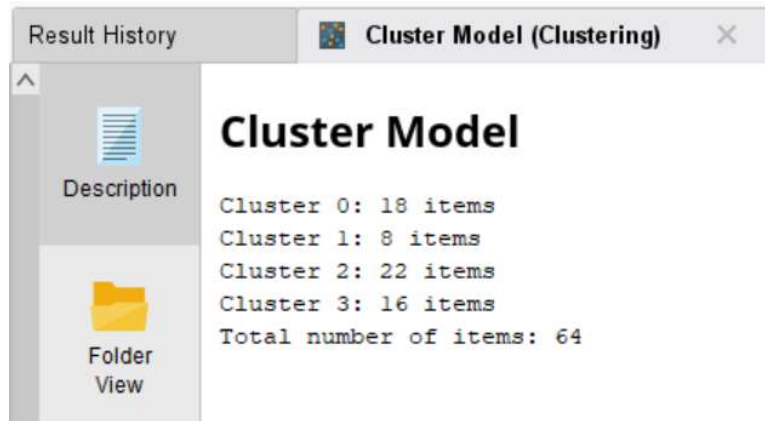 Result History
Cluster Model (Clustering)
Description
Folder
View
Cluster Model
Cluster 0: 18 items
Cluster 1: 8 items
Cluster 2: 22 items
Cluster 3: 16 items
Total number of items: 64